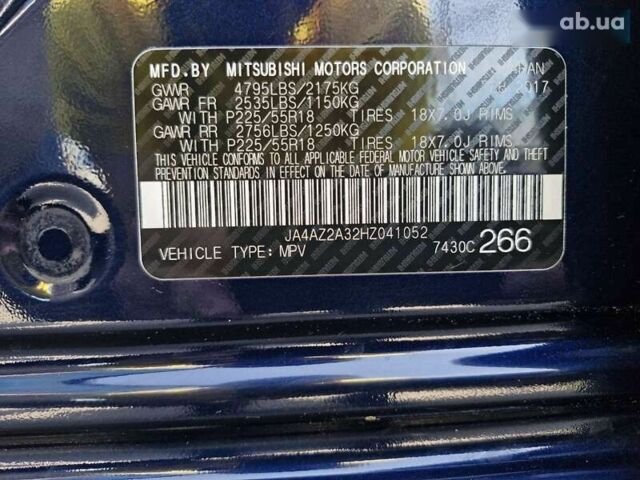 ab.ua
MFD.BY MITSUBISHI MOTORS CORPORATION
GVWR 4795LBS/2175KG 2017
GAWR FR 2535LBS/1150KG
WITH P225/55R18 TIRES 18X7.0J RIMS
GAWR RR 2756LBS/1250KG
WITH P225/55R18 TIRES 18X7.0J RIMS
THIS VEHICLE CONFORMS TO ALL APPLICABLE FEDERAL MOTOR VEHICLE SAFETY AND THEFT
PREVENTION STANDARDS IN EFFECT ON THE DATE OF MANUFACTURE SHOWN ABOVE.
JA4AZ2A32HZ041052
VEHICLE TYPE: MPV 7430C 266